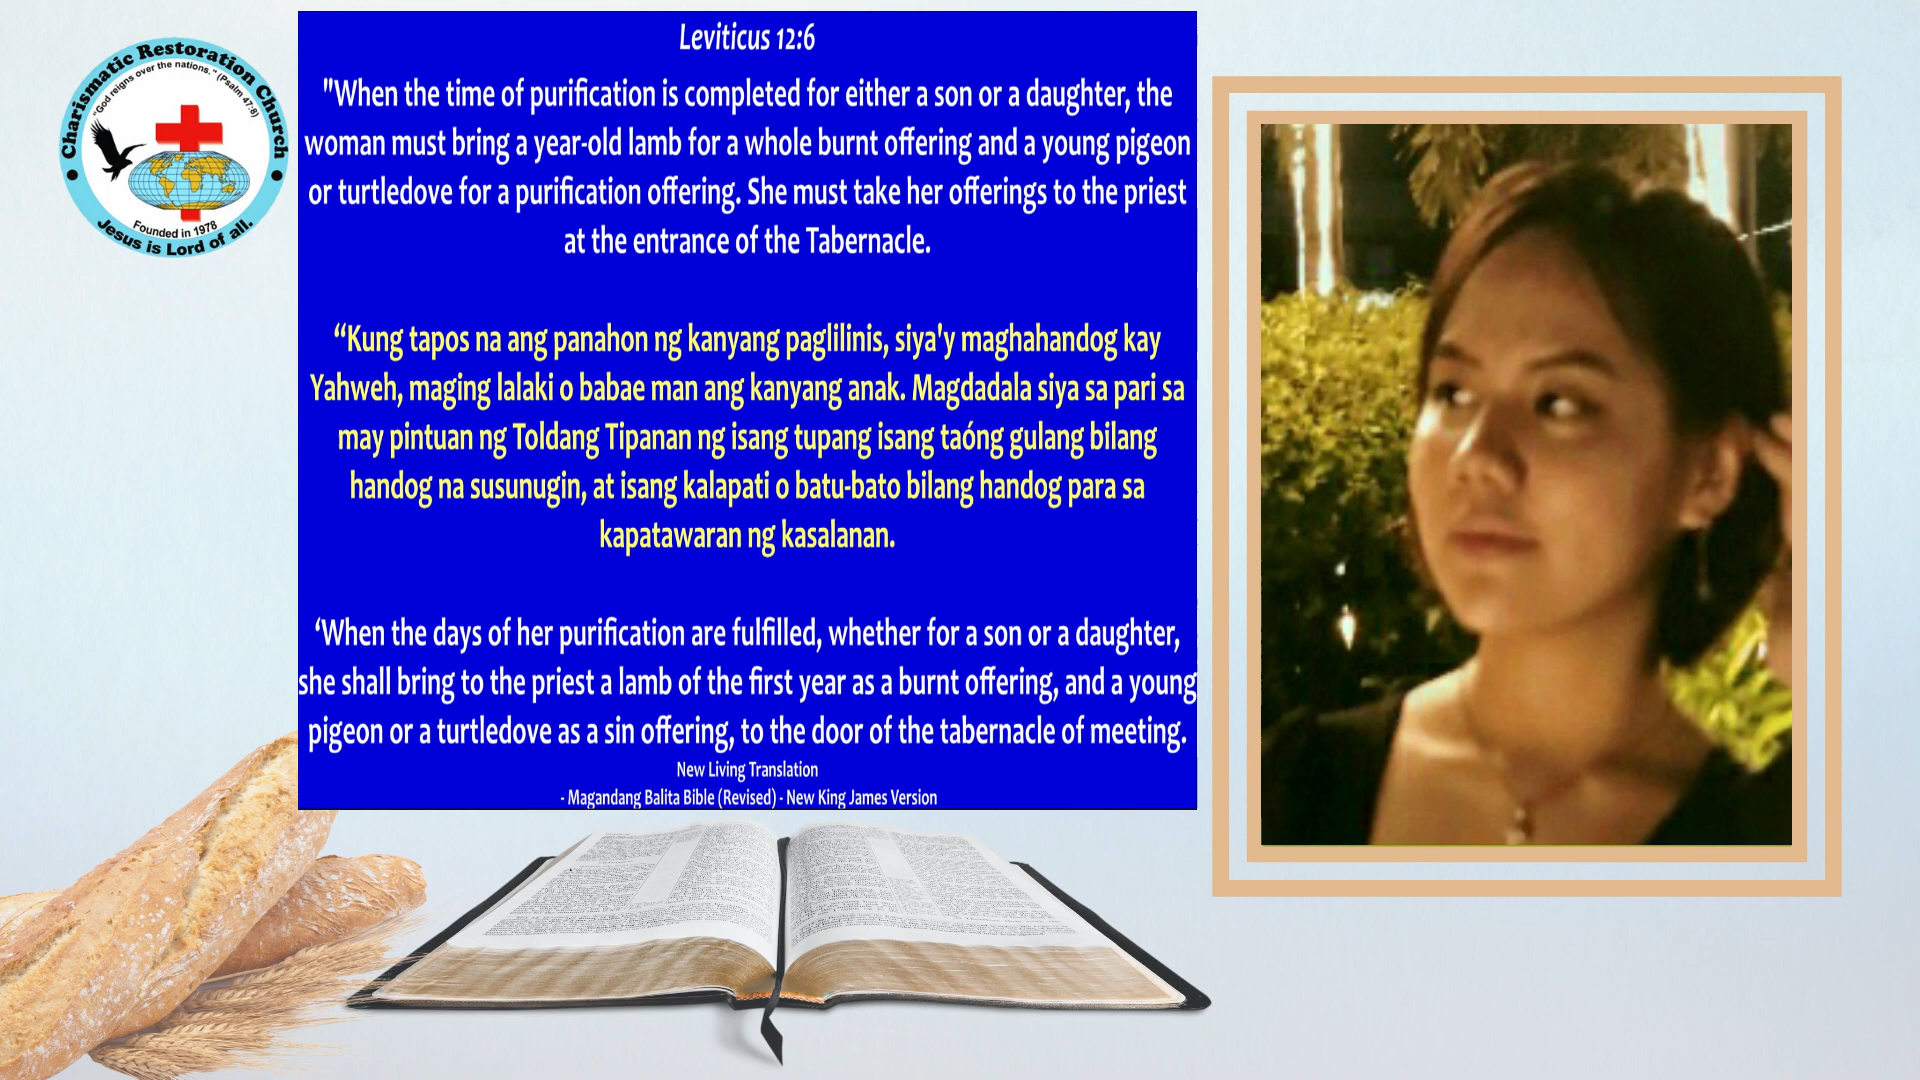 Charismatic Restoration Church
"God reigns over the nations." (Psalm 47:8)
Founded in 1978
Jesus is Lord of all.
Leviticus 12:6
"When the time of purification is completed for either a son or a daughter, the
woman must bring a year-old lamb for a whole burnt offering and a young pigeon
or turtledove for a purification offering. She must take her offerings to the priest
at the entrance of the Tabernacle.
“Kung tapos na ang panahon ng kanyang paglilinis, siya'y maghahandog kay
Yahweh, maging lalaki o babae man ang kanyang anak. Magdadala siya sa pari sa
may pintuan ng Toldang Tipanan ng isang tupang isang taóng gulang bilang
handog na susunugin, at isang kalapati o batu-bato bilang handog para sa
kapatawaran ng kasalanan.
‘When the days of her purification are fulfilled, whether for a son or a daughter,
she shall bring to the priest a lamb of the first year as a burnt offering, and a young
pigeon or a turtledove as a sin offering, to the door of the tabernacle of meeting.
New Living Translation
- Magandang Balita Bible (Revised) - New King James Version